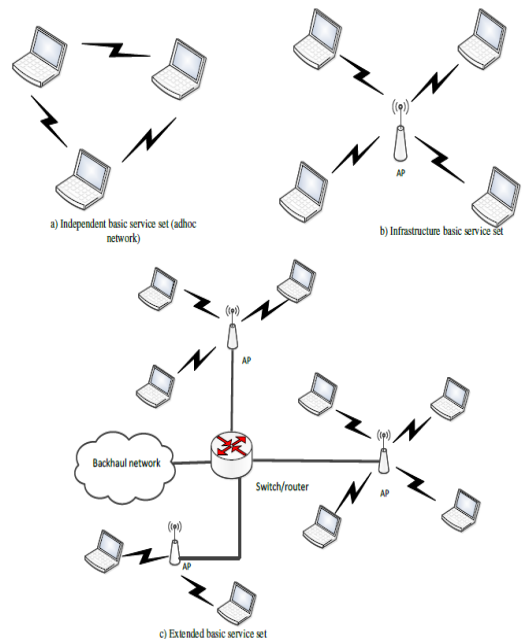 a) Independent basic service set (adhoc
network)
AP
b) Infrastructure basic service set
AP
Backhaul network
Switch/router
AP
AP
c) Extended basic service set